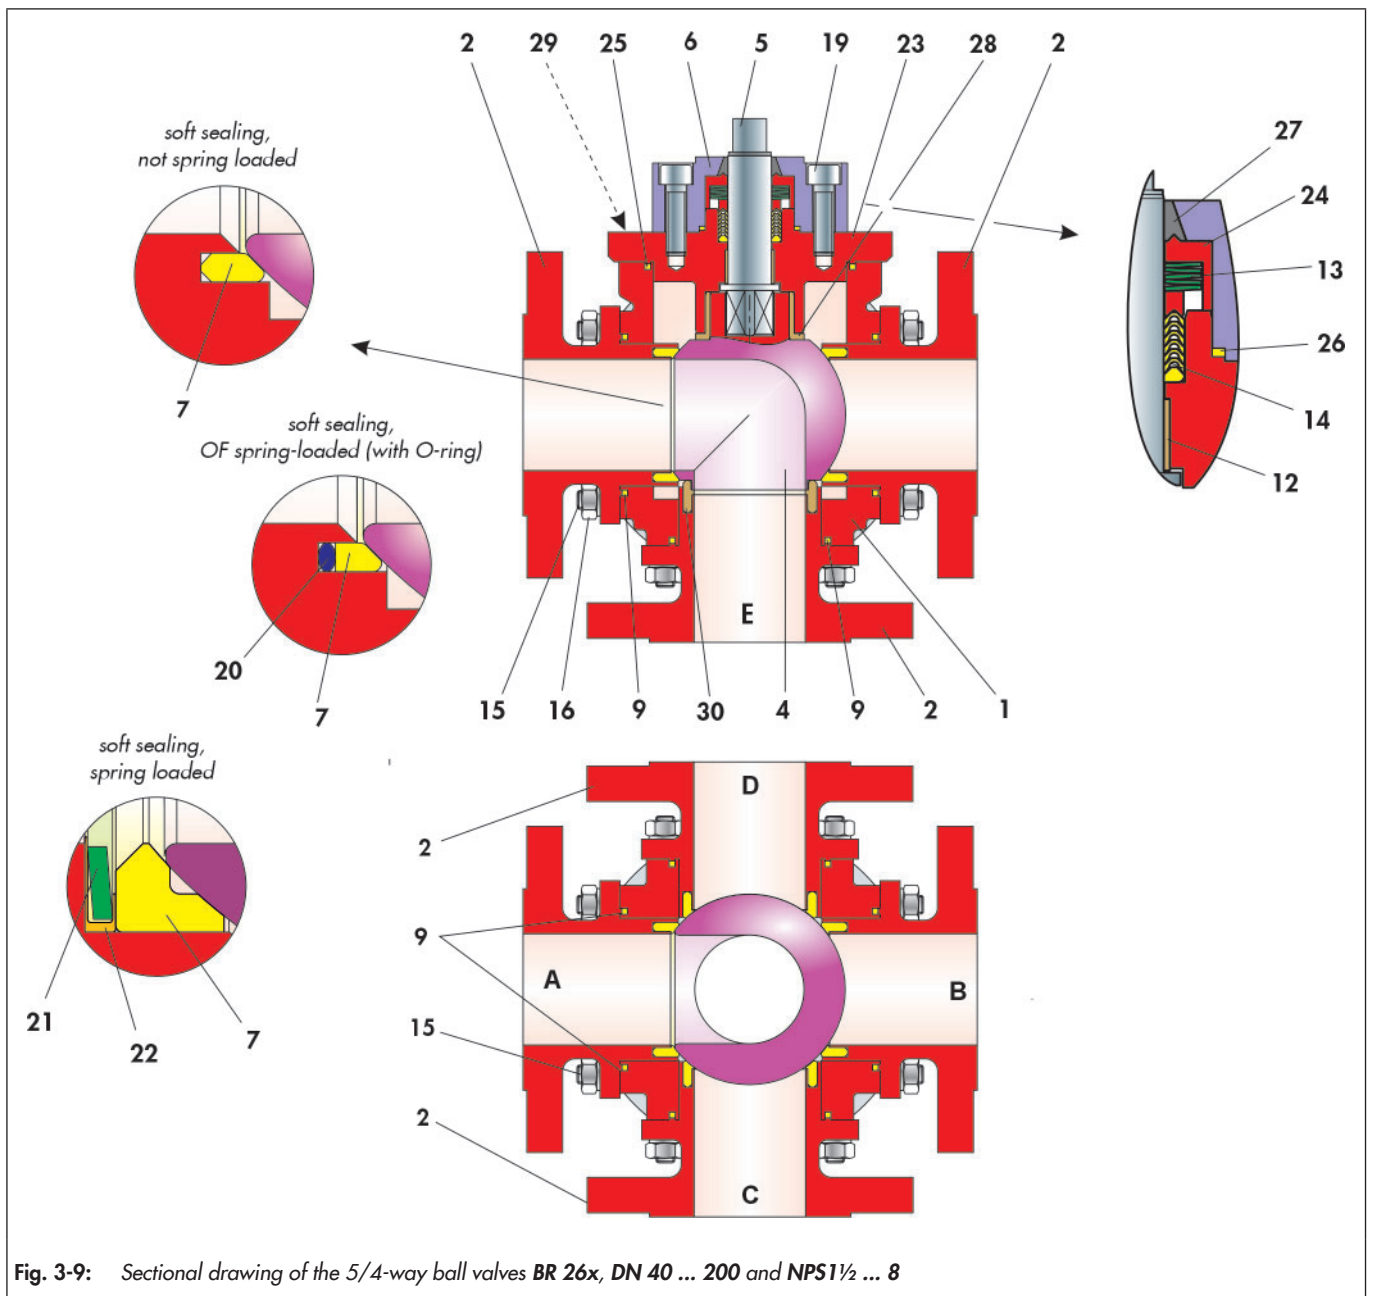 2 29 25 6 5 19 23 28 2
soft sealing,
not spring loaded
27
24
13
26
7
14
soft sealing,
OF spring-loaded (with O-ring)
12
E
20
7
15 16 9 30 4 9 2 1
soft sealing,
spring loaded
D
2
9
A
B
15
21
22
7
2
C
Fig. 3-9: Sectional drawing of the 5/4-way ball valves BR 26x, DN 40 ... 200 and NPS1½ ... 8